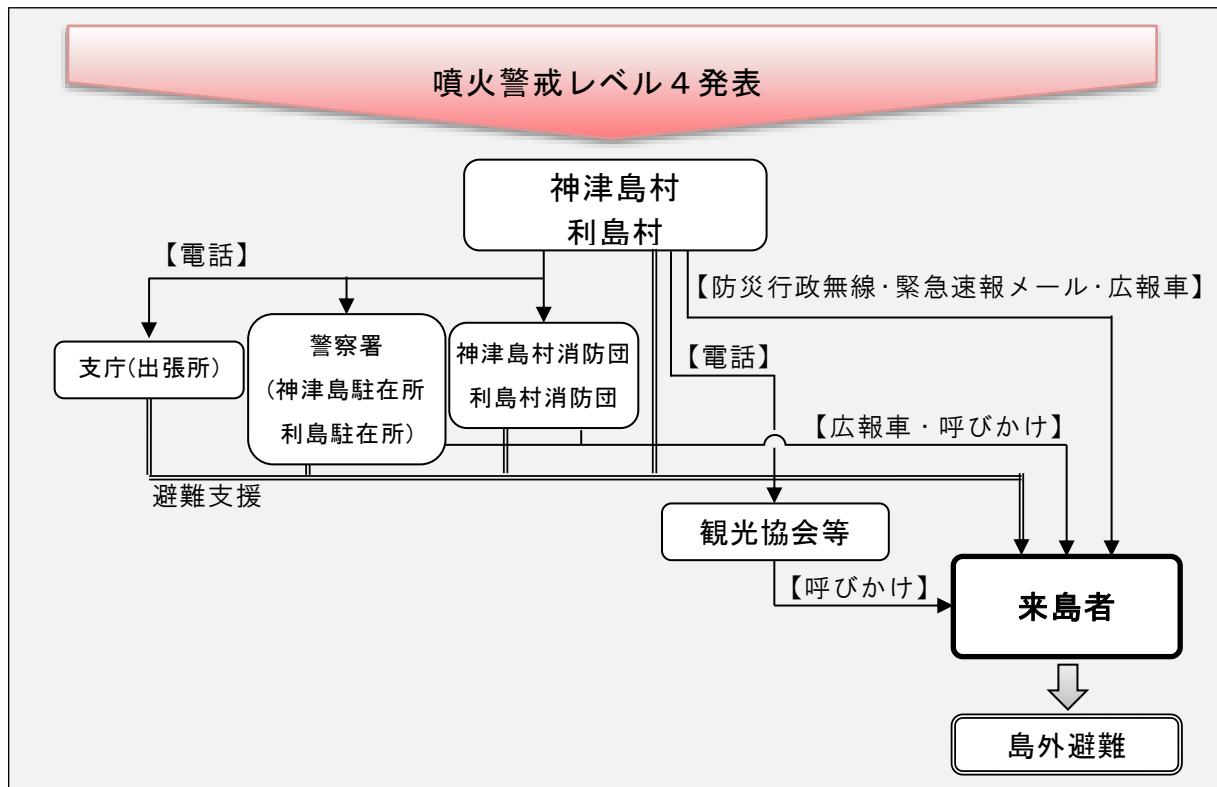 噴火警戒レベル４発表
神津島村
利島村
【電話】
【防災行政無線・緊急速報メール・広報車】
支庁(出張所)
警察署
(神津島駐在所
利島駐在所)
神津島村消防団
利島村消防団
【電話】
【広報車・呼びかけ】
避難支援
観光協会等
【呼びかけ】
来島者
島外避難